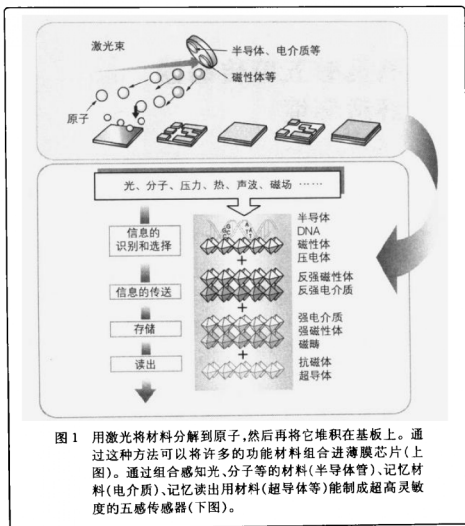 激光束
半导体、电介质等
磁性体等
原子
光、分子、压力、热、声波、磁场 ……
信息的
识别和选择
信息的传送
存储
读出
半导体
DNA
磁性体
+
压电体
反强磁性体
反强电介质
+
强电介质
强磁性体
磁畴
+
抗磁体
超导体
图 1 用激光将材料分解到原子,然后再将它堆积在基板上。通
过这种方法可以将许多的功能材料组合进薄膜芯片(上
图)。通过组合感知光、分子等的材料(半导体管)、记忆材
料(电介质)、记忆读出用材料(超导体等)能制成超高灵敏
度的五感传感器(下图)。